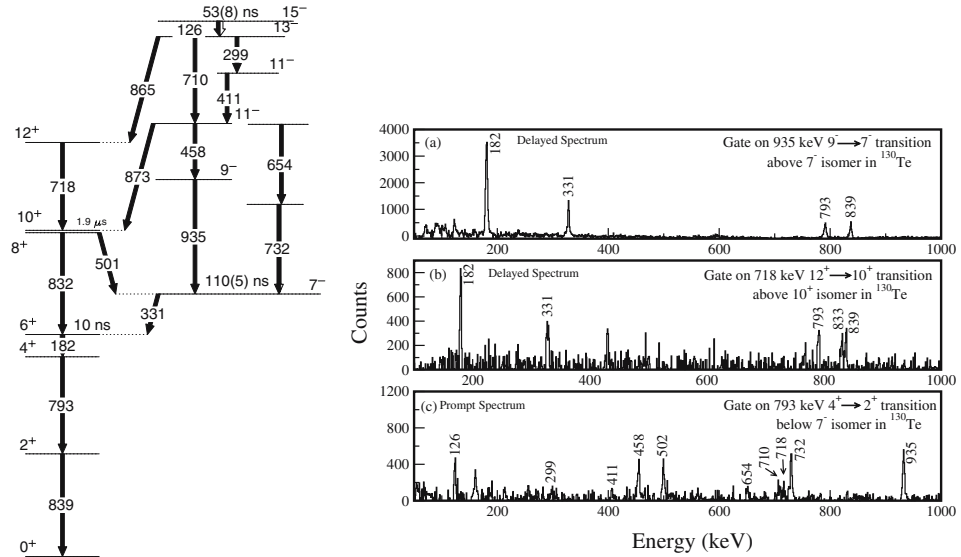 53(8) ns 15⁻
126 13⁻
299
865 710 11⁻
411
11⁻
12⁺
458
873 9⁻ 654
718
10⁺ 1.9 μs
8⁺
935 732
501
832
110(5) ns 7⁻
331
6⁺ 10 ns
4⁺ 182
793
2⁺
839
0⁺
(a) Delayed Spectrum Gate on 935 keV 9⁻→7⁻ transition
above 7⁻ isomer in ¹³⁰Te
182 331 793 839
4000
3000
2000
1000
0
200 400 600 800 1000
(b) Delayed Spectrum Gate on 718 keV 12⁺→10⁺ transition
above 10⁺ isomer in ¹³⁰Te
182 331 793 833 839
800
600
400
200
0
200 400 600 800 1000
Counts
(c) Prompt Spectrum Gate on 793 keV 4⁺→2⁺ transition
below 7⁻ isomer in ¹³⁰Te
126 299 411 458 502 654 710 718 732 935
1200
800
400
0
200 400 600 800 1000
Energy (keV)